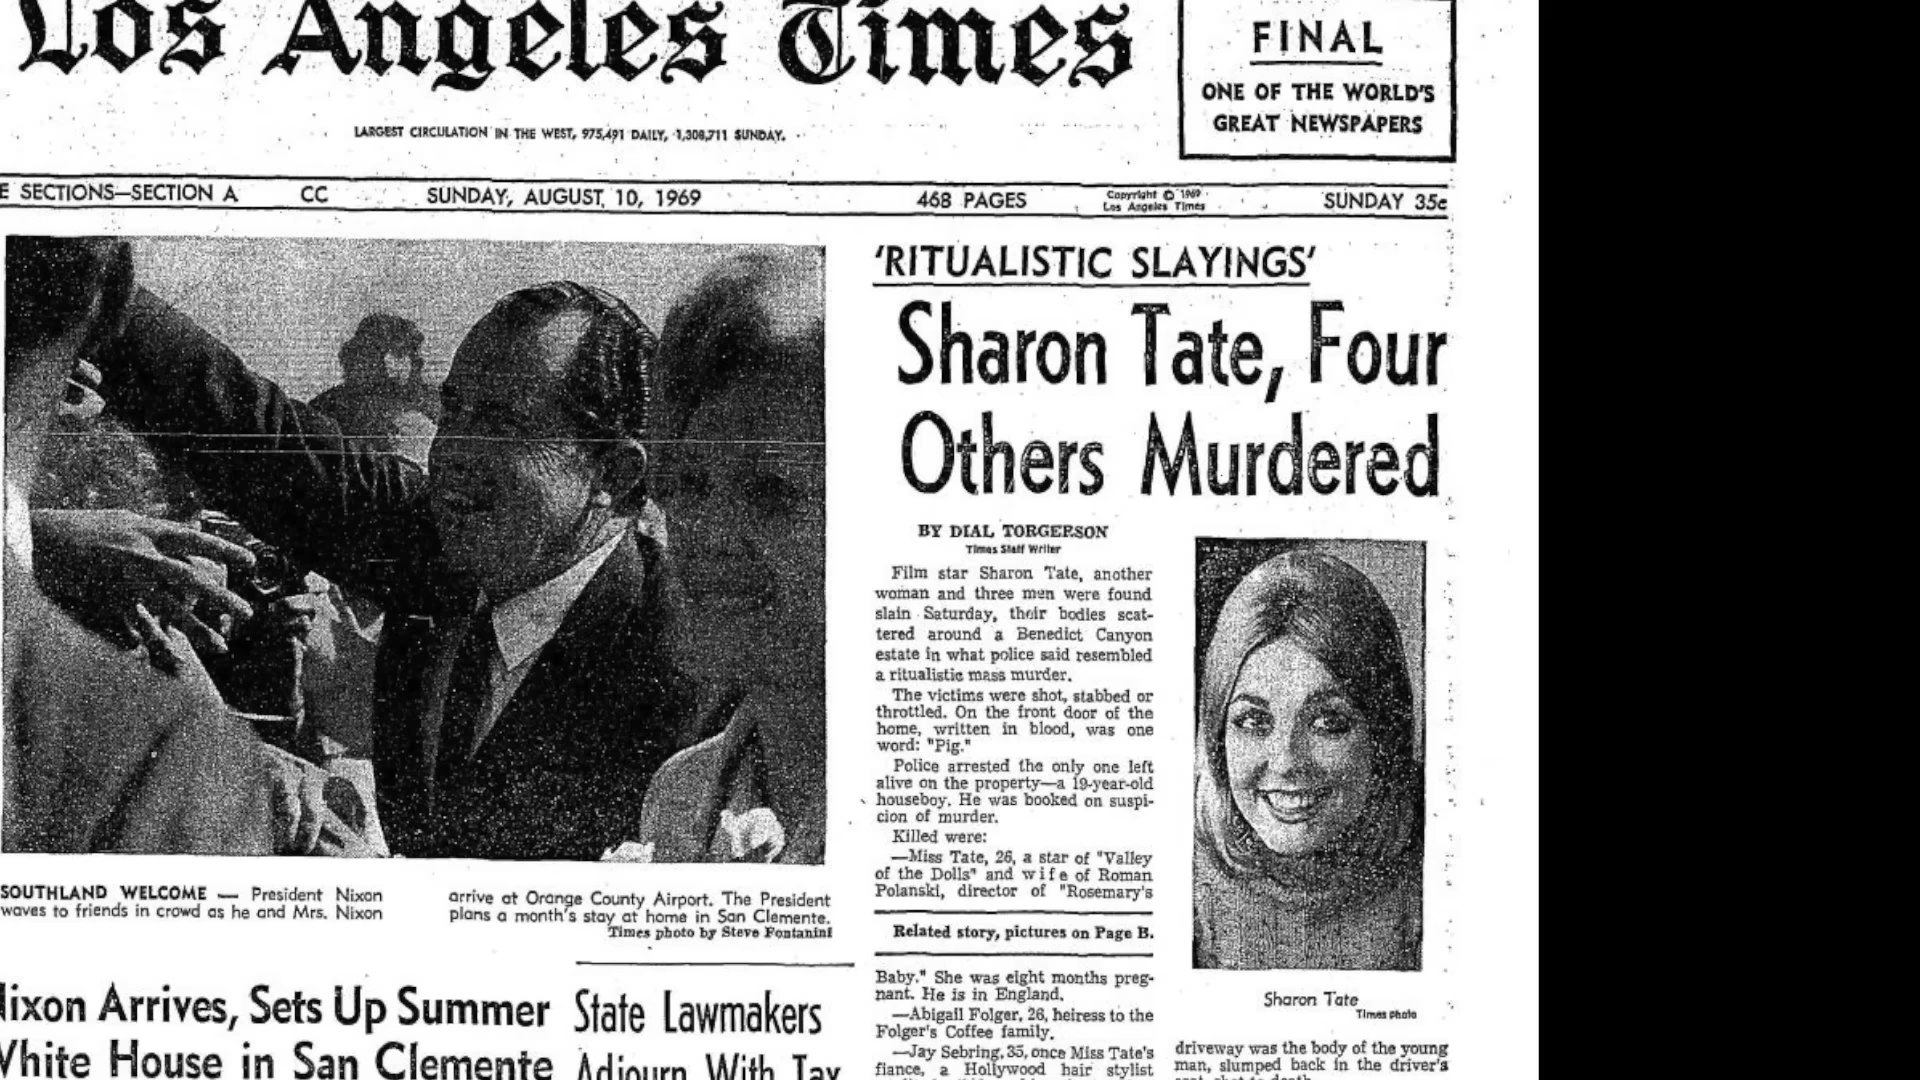 Los Angeles Times
FINAL
ONE OF THE WORLD'S
GREAT NEWSPAPERS
LARGEST CIRCULATION IN THE WEST, 975,491 DAILY, 1,308,711 SUNDAY.
E SECTIONS—SECTION A CC SUNDAY, AUGUST 10, 1969 468 PAGES Copyright © 1969 Los Angeles Times SUNDAY 35c
'RITUALISTIC SLAYINGS'
Sharon Tate, Four
Others Murdered
BY DIAL TORGERSON
Times Staff Writer
Film star Sharon Tate, another
woman and three men were found
slain Saturday, their bodies scat-
tered around a Benedict Canyon
estate in what police said resembled
a ritualistic mass murder.
The victims were shot, stabbed or
throttled. On the front door of the
home, written in blood, was one
word: "Pig."
Police arrested the only one left
alive on the property—a 19-year-old
houseboy. He was booked on suspi-
cion of murder.
Killed were:
—Miss Tate, 26, a star of "Valley
of the Dolls" and wife of Roman
Polanski, director of "Rosemary's
Related story, pictures on Page B.
Baby." She was eight months preg-
nant. He is in England.
—Abigail Folger, 26, heiress to the
Folger's Coffee family.
—Jay Sebring, 35, once Miss Tate's
fiance, a Hollywood hair stylist
Sharon Tate
Times photo
driveway was the body of the young
man, slumped back in the driver's
seat, shot to death.
SOUTHLAND WELCOME — President Nixon
waves to friends in crowd as he and Mrs. Nixon
arrive at Orange County Airport. The President
plans a month's stay at home in San Clemente.
Times photo by Steve Fontanini
Nixon Arrives, Sets Up Summer
White House in San Clemente
State Lawmakers
Adjourn With Tax